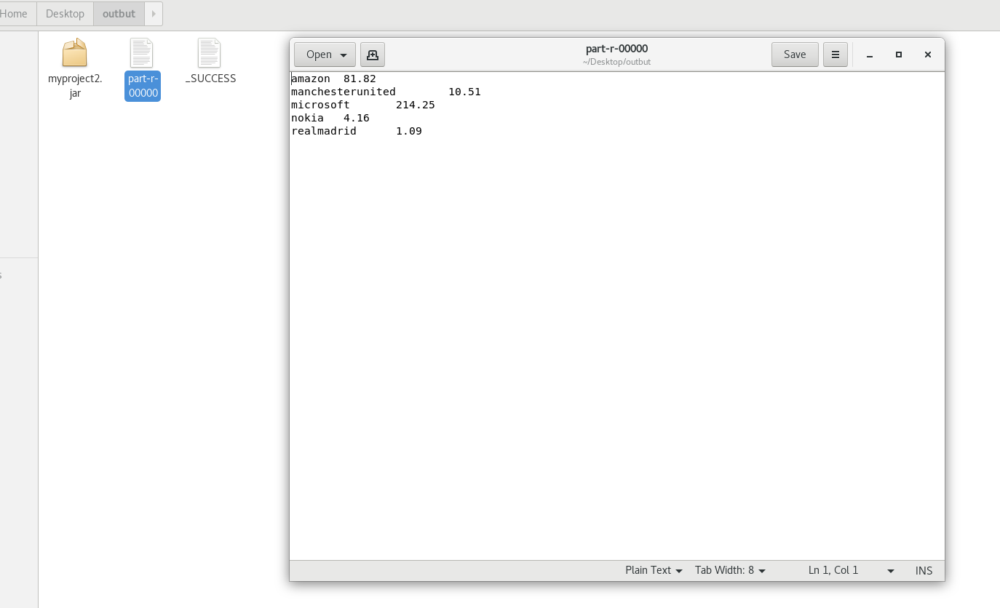 Home Desktop outbut
myproject2.
jar
part-r-
00000
_SUCCESS
Open
part-r-00000
~/Desktop/outbut
Save
amazon 81.82
manchesterunited 10.51
microsoft 214.25
nokia 4.16
realmadrid 1.09
Plain Text Tab Width: 8 Ln 1, Col 1 INS